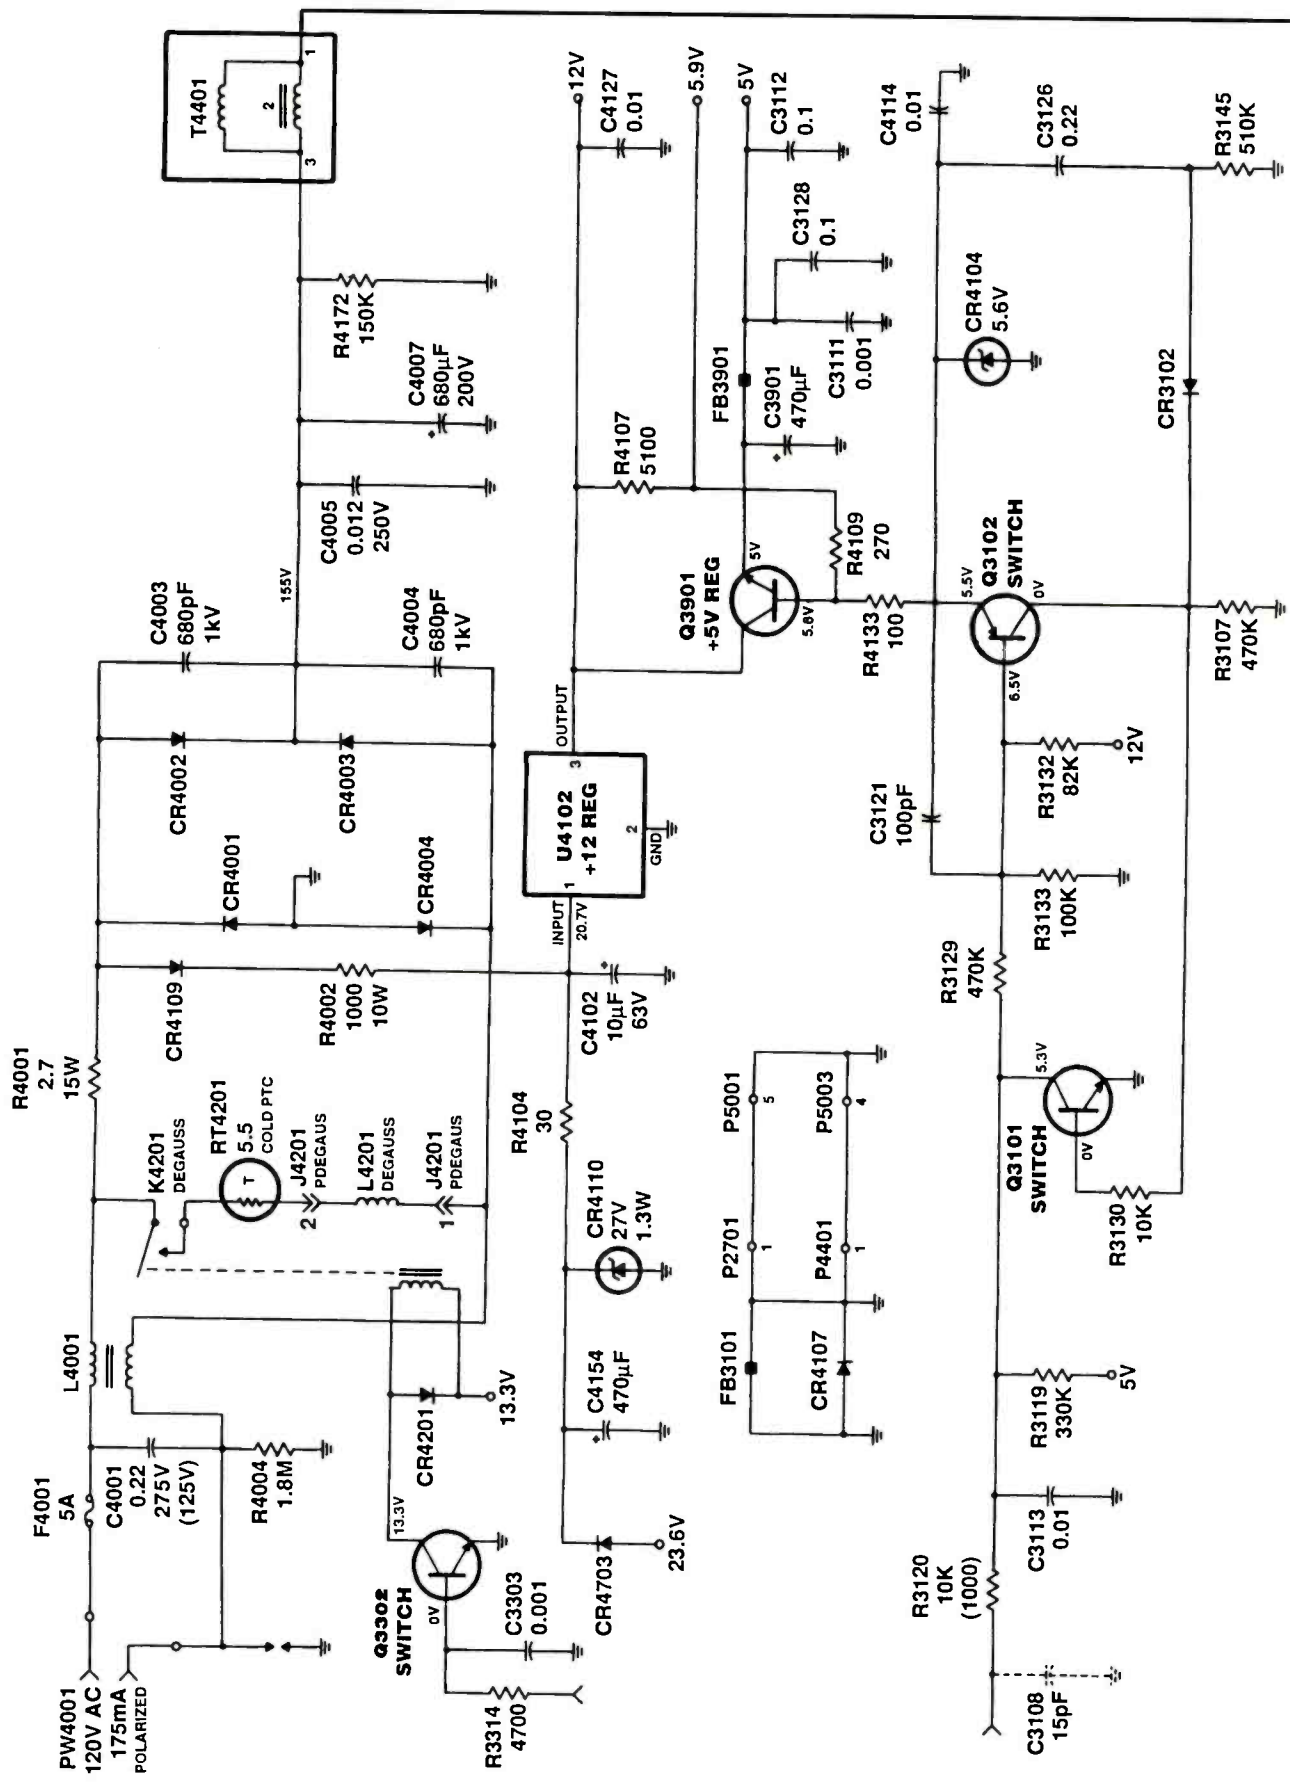 T4401
1
2
3
R4172
150K
C4007
680µF
200V
+
C4005
0.012
250V
155V
C4003
680pF
1kV
C4004
680pF
1kV
CR4002
CR4003
CR4001
CR4004
CR4109
R4002
1000
10W
R4001
2.7
15W
K4201
DEGAUSS
RT4201
5.5
COLD PTC
T
J4201
PDEGAUS
2
L4201
DEGAUSS
J4201
PDEGAUS
1
L4001
F4001
5A
C4001
0.22
275V
(125V)
R4004
1.8M
PW4001
120V AC
175mA
POLARIZED
CR4201
13.3V
13.3V
Q3302
SWITCH
0V
C3303
0.001
R3314
4700
12V
C4127
0.01
5.9V
5V
C3112
0.1
C3128
0.1
C3111
0.001
FB3901
C3901
470µF
+
R4107
5100
R4109
270
Q3901
+5V REG
5V
5.6V
R4133
100
OUTPUT
3
U4102
+12 REG
2
GND
1
INPUT
20.7V
C4102
10µF
63V
+
R4104
30
CR4110
27V
1.3W
C4154
470µF
+
CR4703
23.6V
P5001
5
P5003
4
P2701
1
P4401
1
FB3101
CR4107
C4114
0.01
C3126
0.22
R3145
510K
CR4104
5.6V
CR3102
Q3102
SWITCH
5.5V
0V
6.5V
R3107
470K
C3121
100pF
R3132
82K
12V
R3133
100K
R3129
470K
Q3101
SWITCH
5.3V
0V
R3130
10K
R3119
330K
5V
C3113
0.01
R3120
10K
(1000)
C3108
15pF